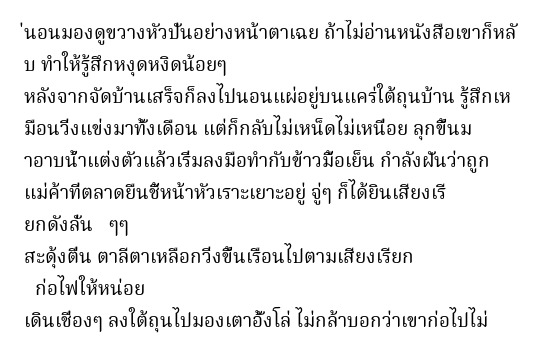 ่นอนมองดูขวางหัวปั้นอย่างหน้าตาเฉย ถ้าไม่อ่านหนังสือเขาก็หลั
บ ทำให้รู้สึกหงุดหงิดน้อยๆ
หลังจากจัดบ้านเสร็จก็ลงไปนอนแผ่อยู่บนแคร่ใต้ถุนบ้าน รู้สึกเห
มือนวิ่งแข่งมาทั้งเดือน แต่ก็กลับไม่เหน็ดไม่เหนื่อย ลุกขึ้นม
าอาบน้ำแต่งตัวแล้วเริ่มลงมือทำกับข้าวมื้อเย็น กำลังฝันว่าถูก
แม่ค้าที่ตลาดยืนชี้หน้าหัวเราะเยาะอยู่ จู่ๆ ก็ได้ยินเสียงเรี
ยกดังลั่น   ๆๆ
สะดุ้งตื่น ตาลีตาเหลือกวิ่งขึ้นเรือนไปตามเสียงเรียก
  ก่อไฟให้หน่อย
เดินเชื่องๆ ลงใต้ถุนไปมองเตาอั้งโล่ ไม่กล้าบอกว่าเขาก่อไปไม่